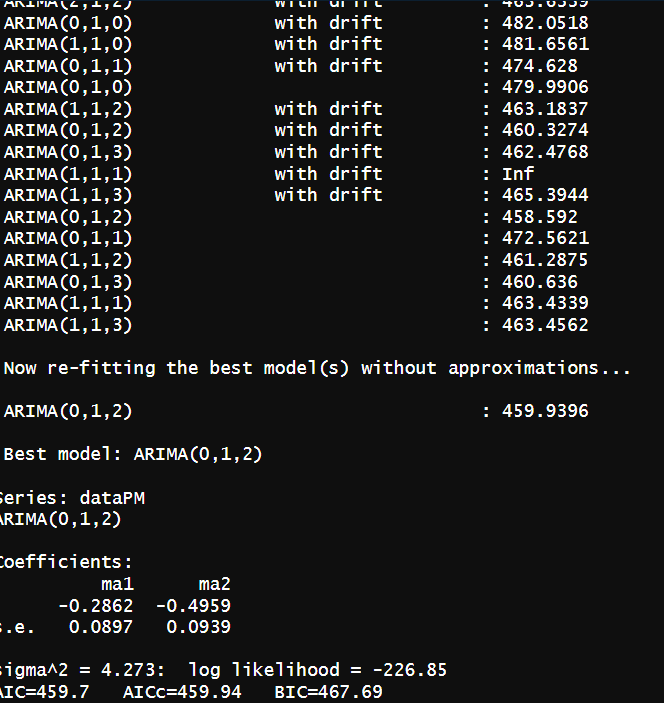 ARIMA(2,1,2) with drift : 463.6339
ARIMA(0,1,0) with drift : 482.0518
ARIMA(1,1,0) with drift : 481.6561
ARIMA(0,1,1) with drift : 474.628
ARIMA(0,1,0) : 479.9906
ARIMA(1,1,2) with drift : 463.1837
ARIMA(0,1,2) with drift : 460.3274
ARIMA(0,1,3) with drift : 462.4768
ARIMA(1,1,1) with drift : Inf
ARIMA(1,1,3) with drift : 465.3944
ARIMA(0,1,2) : 458.592
ARIMA(0,1,1) : 472.5621
ARIMA(1,1,2) : 461.2875
ARIMA(0,1,3) : 460.636
ARIMA(1,1,1) : 463.4339
ARIMA(1,1,3) : 463.4562
Now re-fitting the best model(s) without approximations...
ARIMA(0,1,2) : 459.9396
Best model: ARIMA(0,1,2)
Series: dataPM
ARIMA(0,1,2)
Coefficients:
ma1 ma2
-0.2862 -0.4959
s.e. 0.0897 0.0939
sigma^2 = 4.273: log likelihood = -226.85
AIC=459.7 AICc=459.94 BIC=467.69